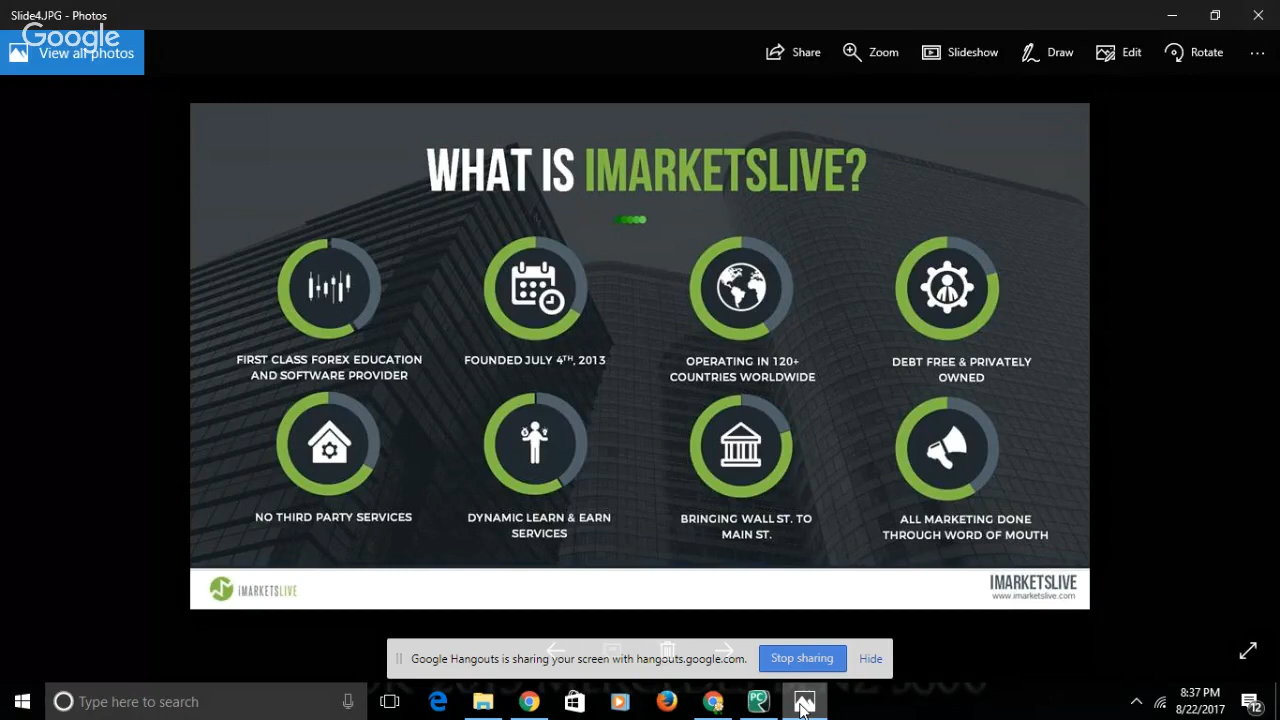 Slide4.JPG - Photos
Google
View all photos
Share
Zoom
Slideshow
Draw
Edit
Rotate
WHAT IS IMARKETSLIVE?
FIRST CLASS FOREX EDUCATION
AND SOFTWARE PROVIDER
FOUNDED JULY 4TH, 2013
OPERATING IN 120+
COUNTRIES WORLDWIDE
DEBT FREE & PRIVATELY
OWNED
NO THIRD PARTY SERVICES
DYNAMIC LEARN & EARN
SERVICES
BRINGING WALL ST. TO
MAIN ST.
ALL MARKETING DONE
THROUGH WORD OF MOUTH
IMARKETSLIVE
IMARKETSLIVE
www.imarketslive.com
Google Hangouts is sharing your screen with hangouts.google.com.
Stop sharing
Hide
Type here to search
8:37 PM
8/22/2017
12